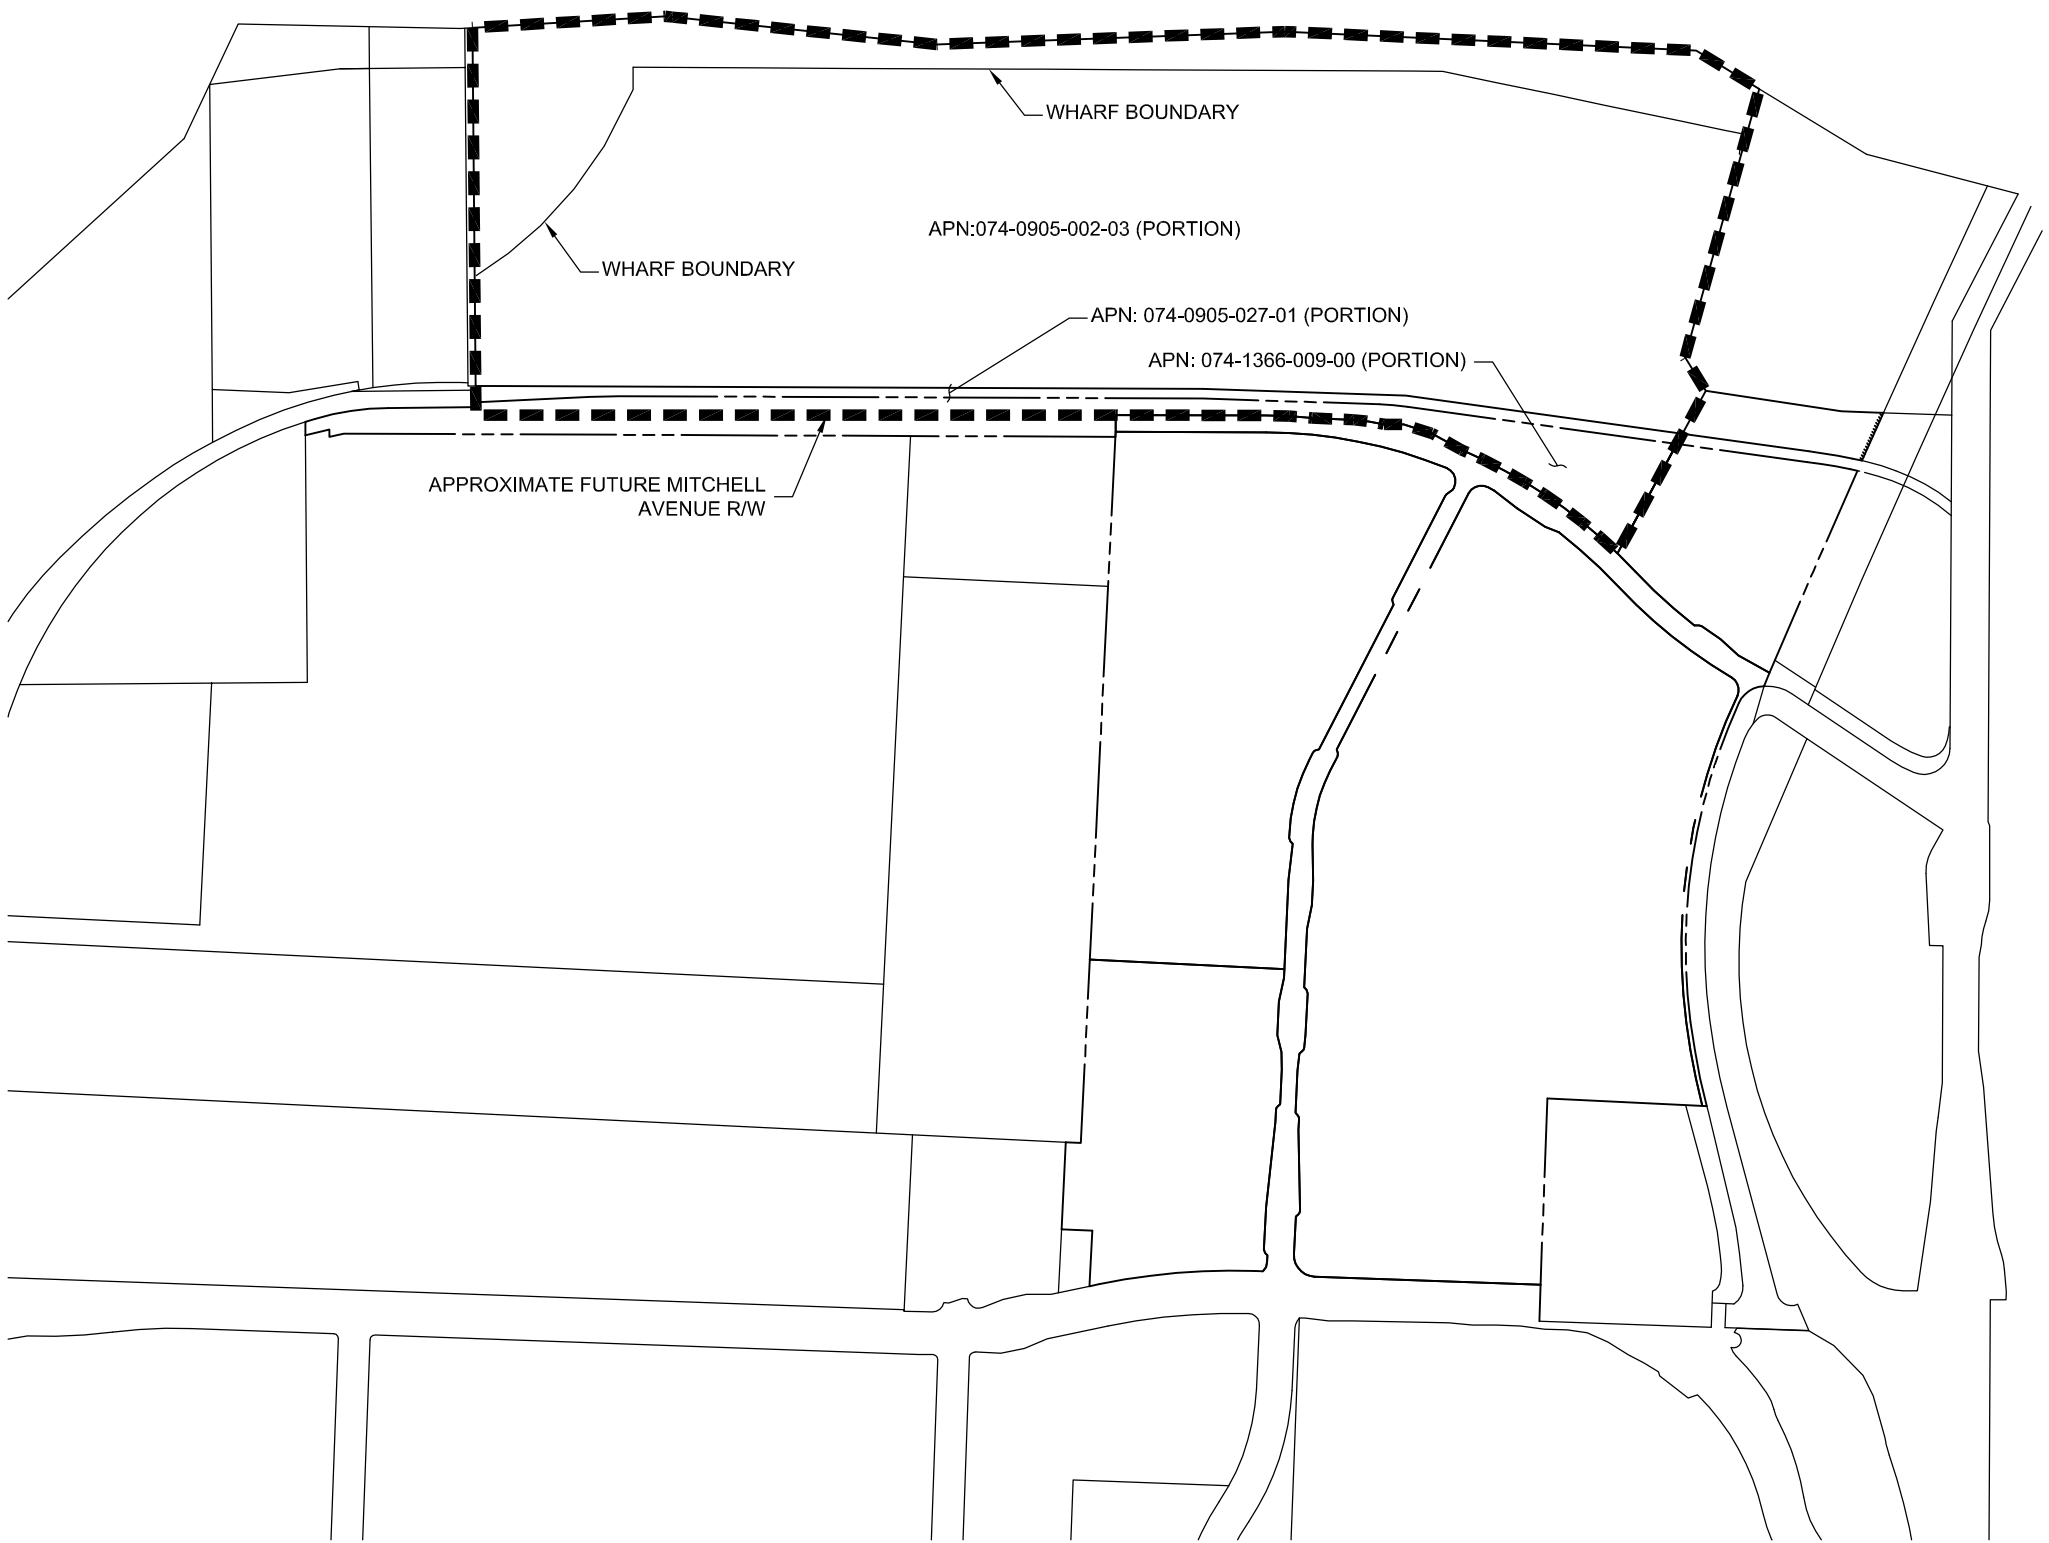 WHARF BOUNDARY
APN:074-0905-002-03 (PORTION)
WHARF BOUNDARY
APN: 074-0905-027-01 (PORTION)
APN: 074-1366-009-00 (PORTION)
APPROXIMATE FUTURE MITCHELL
AVENUE R/W